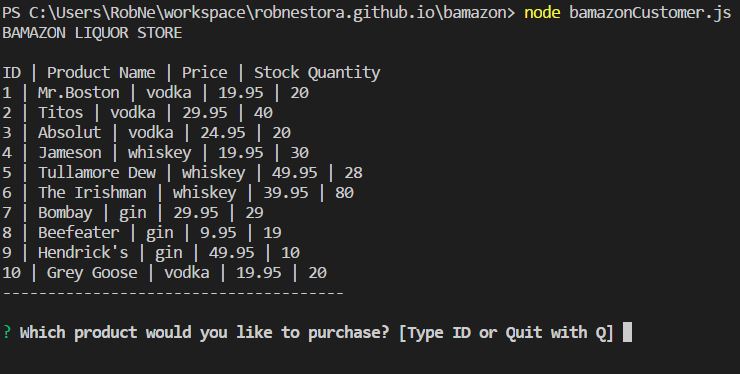 PS C:\Users\RobNe\workspace\robnestora.github.io\bamazon> node bamazonCustomer.js
BAMAZON LIQUOR STORE
ID | Product Name | Price | Stock Quantity
1 | Mr.Boston | vodka | 19.95 | 20
2 | Titos | vodka | 29.95 | 40
3 | Absolut | vodka | 24.95 | 20
4 | Jameson | whiskey | 19.95 | 30
5 | Tullamore Dew | whiskey | 49.95 | 28
6 | The Irishman | whiskey | 39.95 | 80
7 | Bombay | gin | 29.95 | 29
8 | Beefeater | gin | 9.95 | 19
9 | Hendrick's | gin | 49.95 | 10
10 | Grey Goose | vodka | 19.95 | 20
--------------------------------------
? Which product would you like to purchase? [Type ID or Quit with Q]